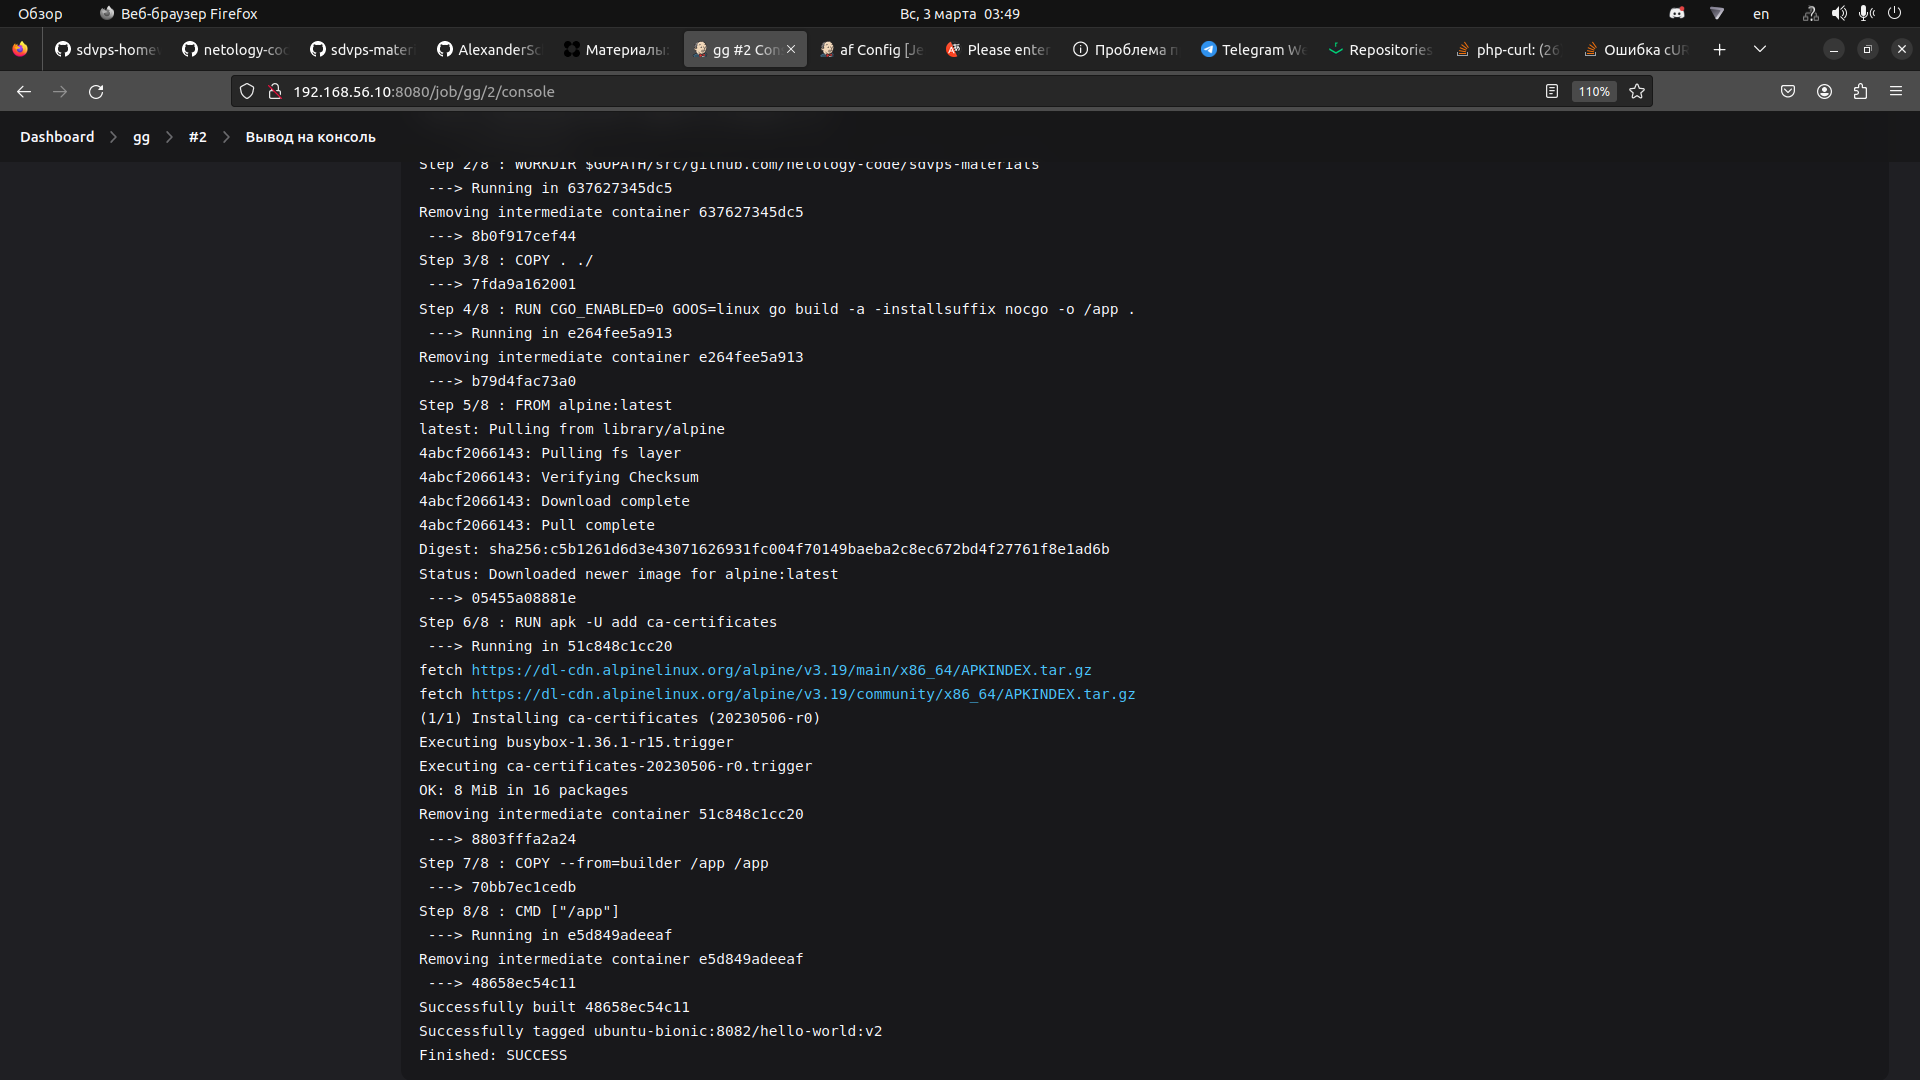 Обзор Веб-браузер Firefox Вс, 3 марта 03:49 en
sdvps-home netology-co sdvps-mater AlexanderSc Материалы gg #2 Con af Config [Je Please enter Проблема п Telegram We Repositories php-curl: (26 Ошибка cUR
192.168.56.10:8080/job/gg/2/console 110%
Dashboard gg #2 Вывод на консоль
Step 2/8 : WORKDIR $GOPATH/src/github.com/netology-code/sdvps-materials
---> Running in 637627345dc5
Removing intermediate container 637627345dc5
---> 8b0f917cef44
Step 3/8 : COPY . ./
---> 7fda9a162001
Step 4/8 : RUN CGO_ENABLED=0 GOOS=linux go build -a -installsuffix nocgo -o /app .
---> Running in e264fee5a913
Removing intermediate container e264fee5a913
---> b79d4fac73a0
Step 5/8 : FROM alpine:latest
latest: Pulling from library/alpine
4abcf2066143: Pulling fs layer
4abcf2066143: Verifying Checksum
4abcf2066143: Download complete
4abcf2066143: Pull complete
Digest: sha256:c5b1261d6d3e43071626931fc004f70149baeba2c8ec672bd4f27761f8e1ad6b
Status: Downloaded newer image for alpine:latest
---> 05455a08881e
Step 6/8 : RUN apk -U add ca-certificates
---> Running in 51c848c1cc20
fetch https://dl-cdn.alpinelinux.org/alpine/v3.19/main/x86_64/APKINDEX.tar.gz
fetch https://dl-cdn.alpinelinux.org/alpine/v3.19/community/x86_64/APKINDEX.tar.gz
(1/1) Installing ca-certificates (20230506-r0)
Executing busybox-1.36.1-r15.trigger
Executing ca-certificates-20230506-r0.trigger
OK: 8 MiB in 16 packages
Removing intermediate container 51c848c1cc20
---> 8803fffa2a24
Step 7/8 : COPY --from=builder /app /app
---> 70bb7ec1cedb
Step 8/8 : CMD ["/app"]
---> Running in e5d849adeeaf
Removing intermediate container e5d849adeeaf
---> 48658ec54c11
Successfully built 48658ec54c11
Successfully tagged ubuntu-bionic:8082/hello-world:v2
Finished: SUCCESS